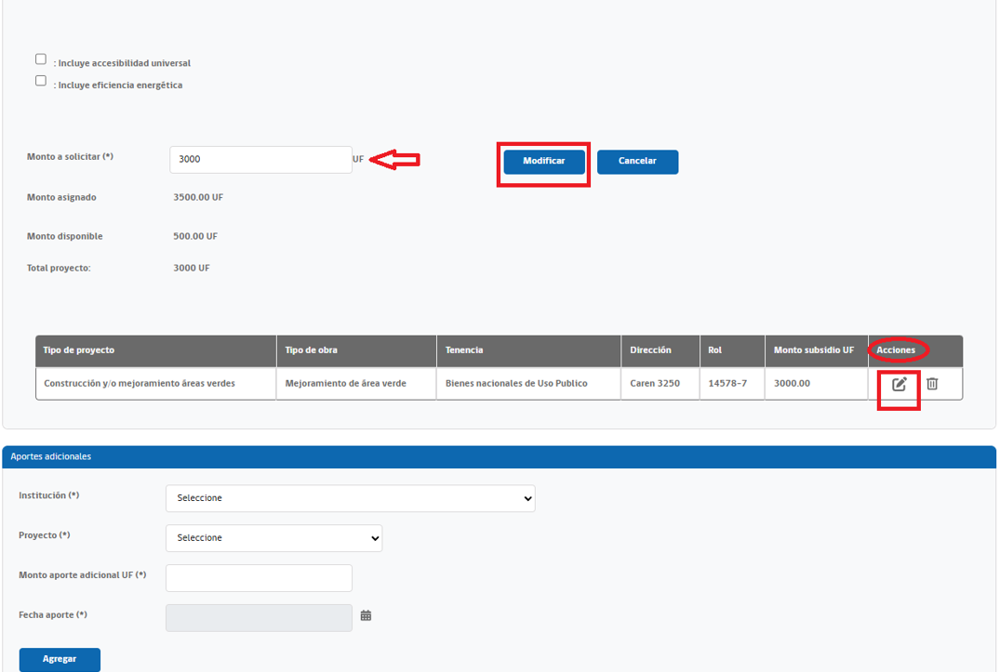 : Incluye accesibilidad universal
: Incluye eficiencia energética
Monto a solicitar (*) 3000 UF Modificar Cancelar
Monto asignado 3500.00 UF
Monto disponible 500.00 UF
Total proyecto: 3000 UF
Tipo de proyecto Tipo de obra Tenencia Dirección Rol Monto subsidio UF Acciones
Construcción y/o mejoramiento áreas verdes Mejoramiento de área verde Bienes nacionales de Uso Publico Caren 3250 14578-7 3000.00
Aportes adicionales
Institución (*) Seleccione
Proyecto (*) Seleccione
Monto aporte adicional UF (*)
Fecha aporte (*)
Agregar